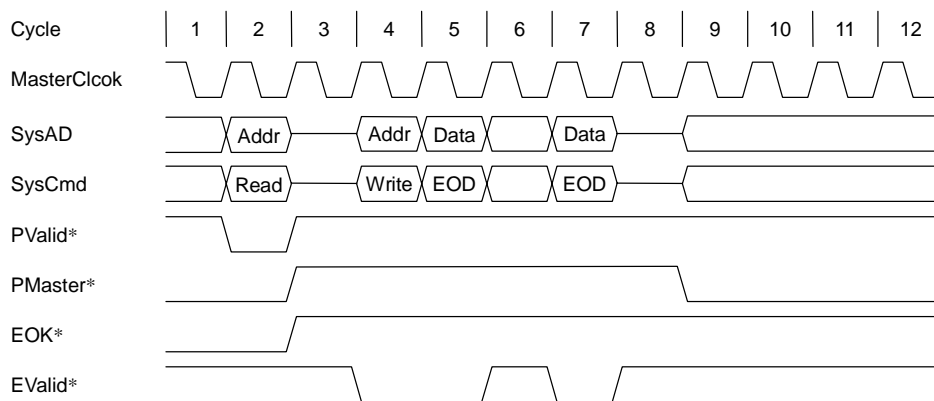 Cycle 1 2 3 4 5 6 7 8 9 10 11 12
MasterClcok
SysAD Addr Addr Data Data
SysCmd Read Write EOD EOD
PValid*
PMaster*
EOK*
EValid*